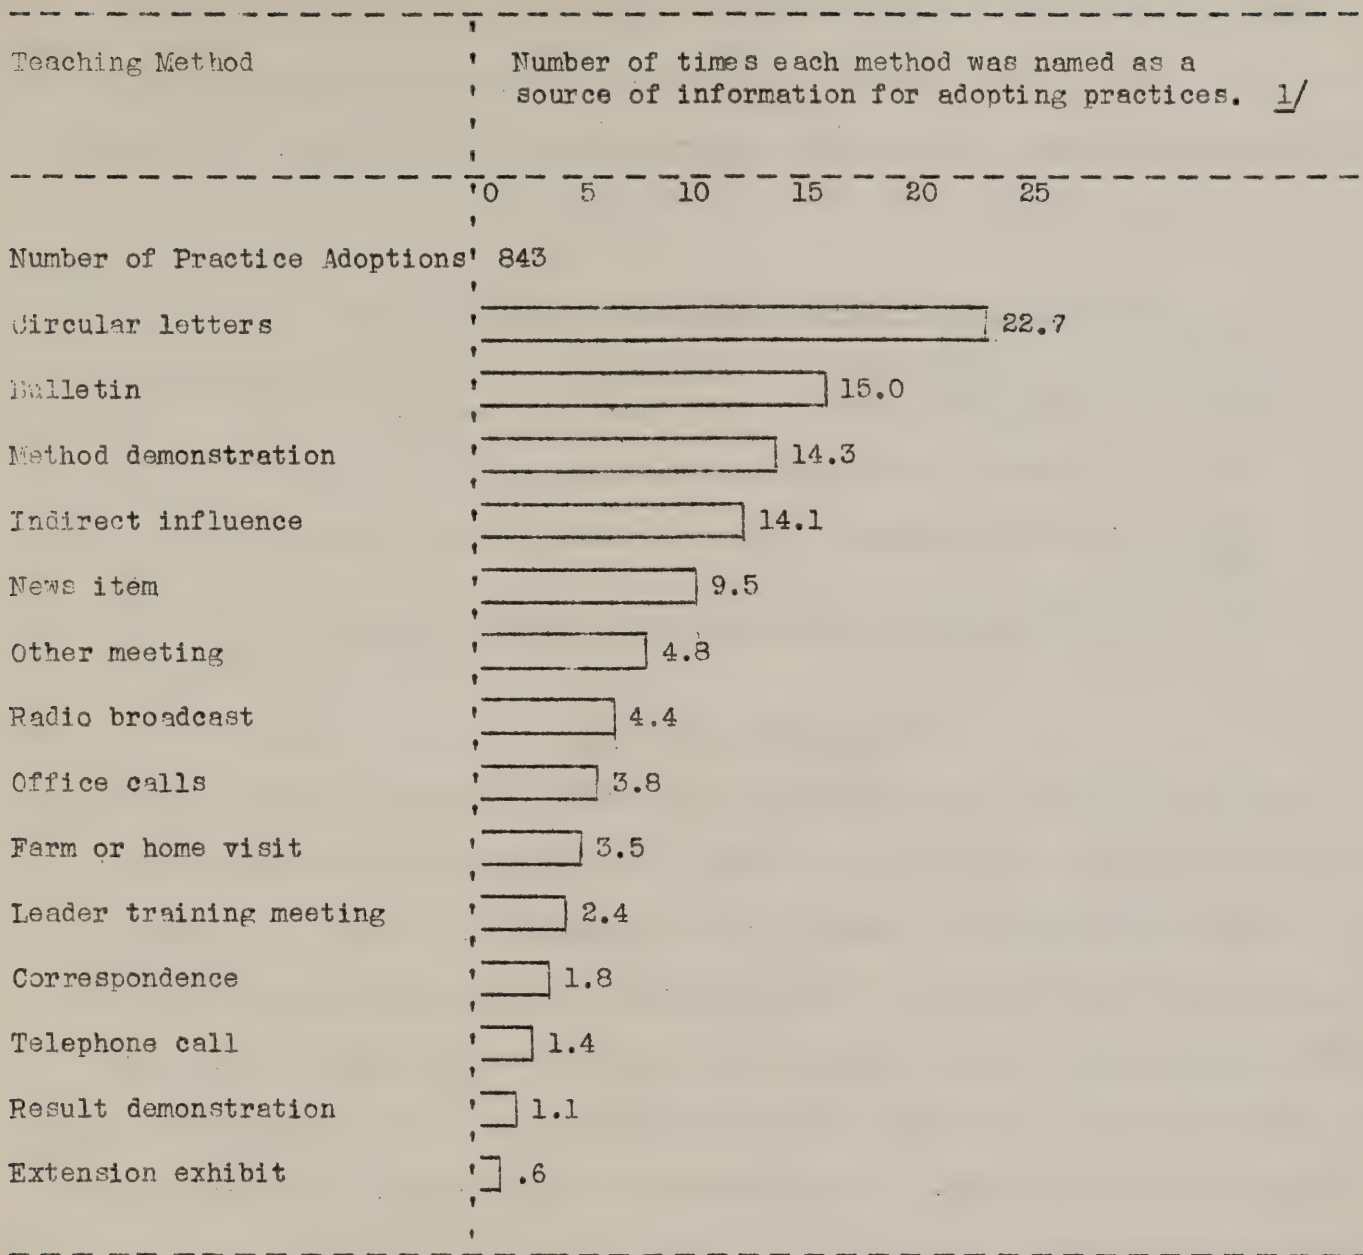 Teaching Method
Number of times each method was named as a
source of information for adopting practices. 1/
0 5 10 15 20 25
Number of Practice Adoptions 843
Circular letters 22.7
Bulletin 15.0
Method demonstration 14.3
Indirect influence 14.1
News item 9.5
Other meeting 4.8
Radio broadcast 4.4
Office calls 3.8
Farm or home visit 3.5
Leader training meeting 2.4
Correspondence 1.8
Telephone call 1.4
Result demonstration 1.1
Extension exhibit .6